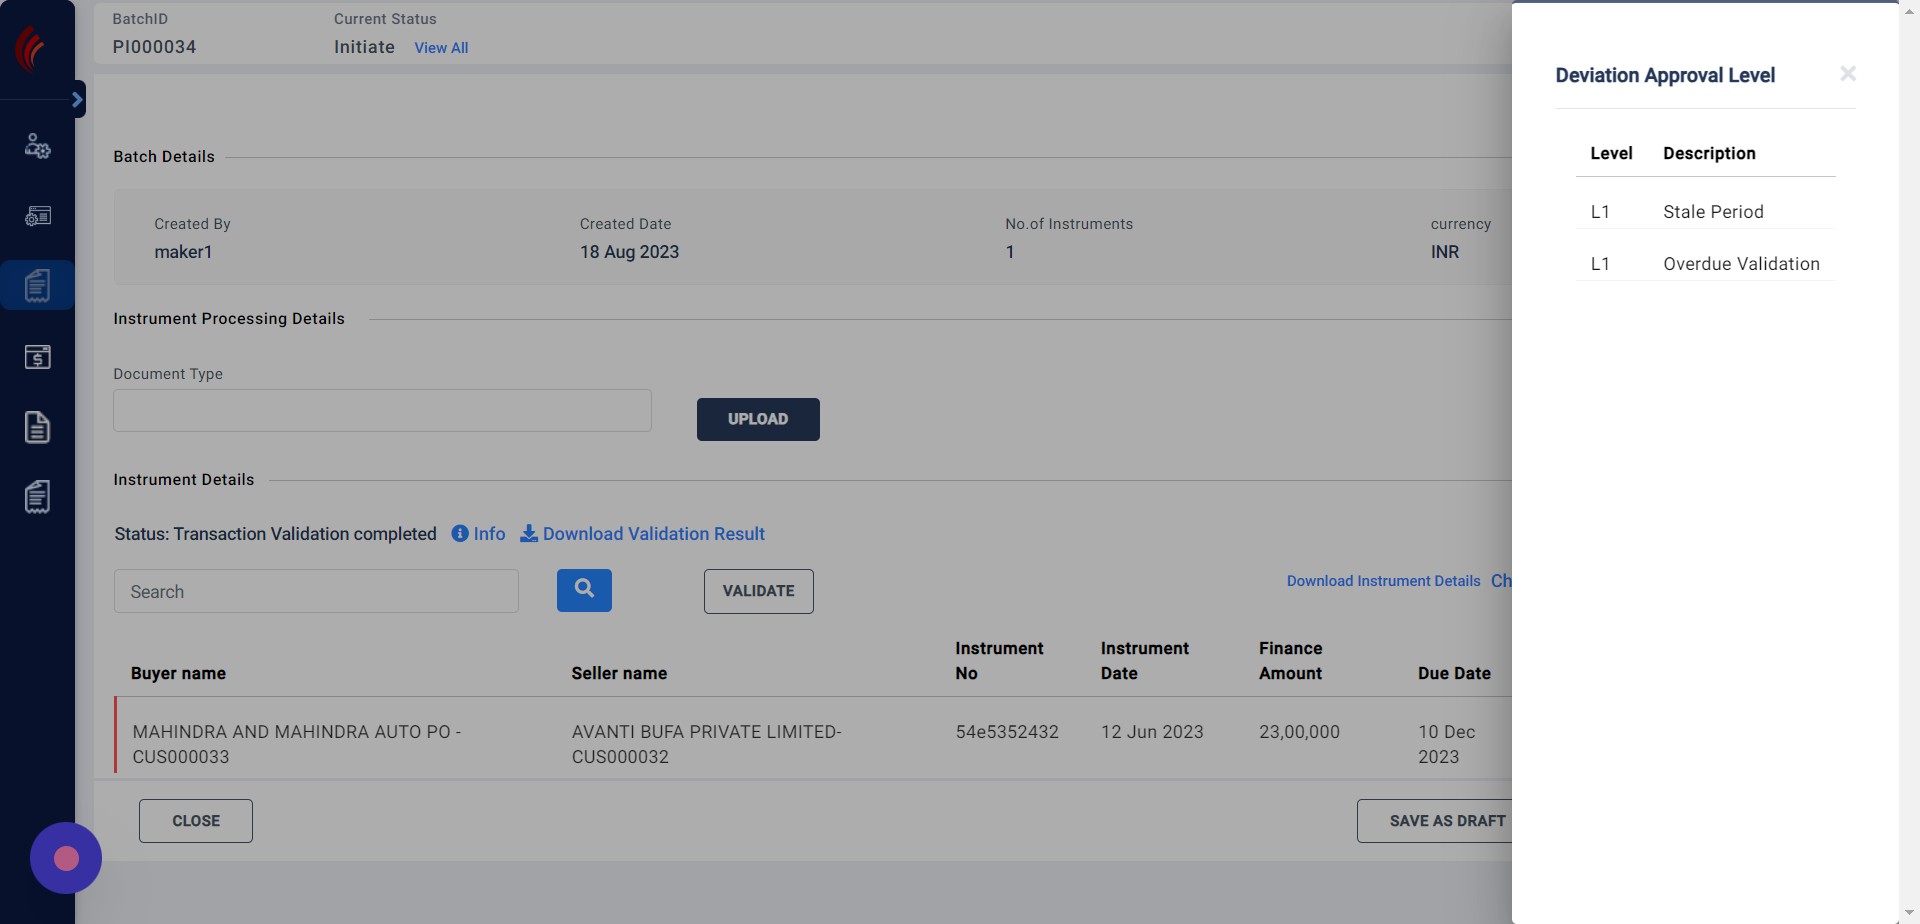 BatchID
PI000034
Current Status
Initiate View All
Batch Details
Created By
maker1
Created Date
18 Aug 2023
No.of Instruments
1
currency
INR
Instrument Processing Details
Document Type
UPLOAD
Instrument Details
Status: Transaction Validation completed Info Download Validation Result
Search
VALIDATE
Download Instrument Details Ch
Buyer name
Seller name
Instrument
No
Instrument
Date
Finance
Amount
Due Date
MAHINDRA AND MAHINDRA AUTO PO -
CUS000033
AVANTI BUFA PRIVATE LIMITED-
CUS000032
54e5352432
12 Jun 2023
23,00,000
10 Dec
2023
CLOSE
SAVE AS DRAFT
Deviation Approval Level
Level Description
L1 Stale Period
L1 Overdue Validation